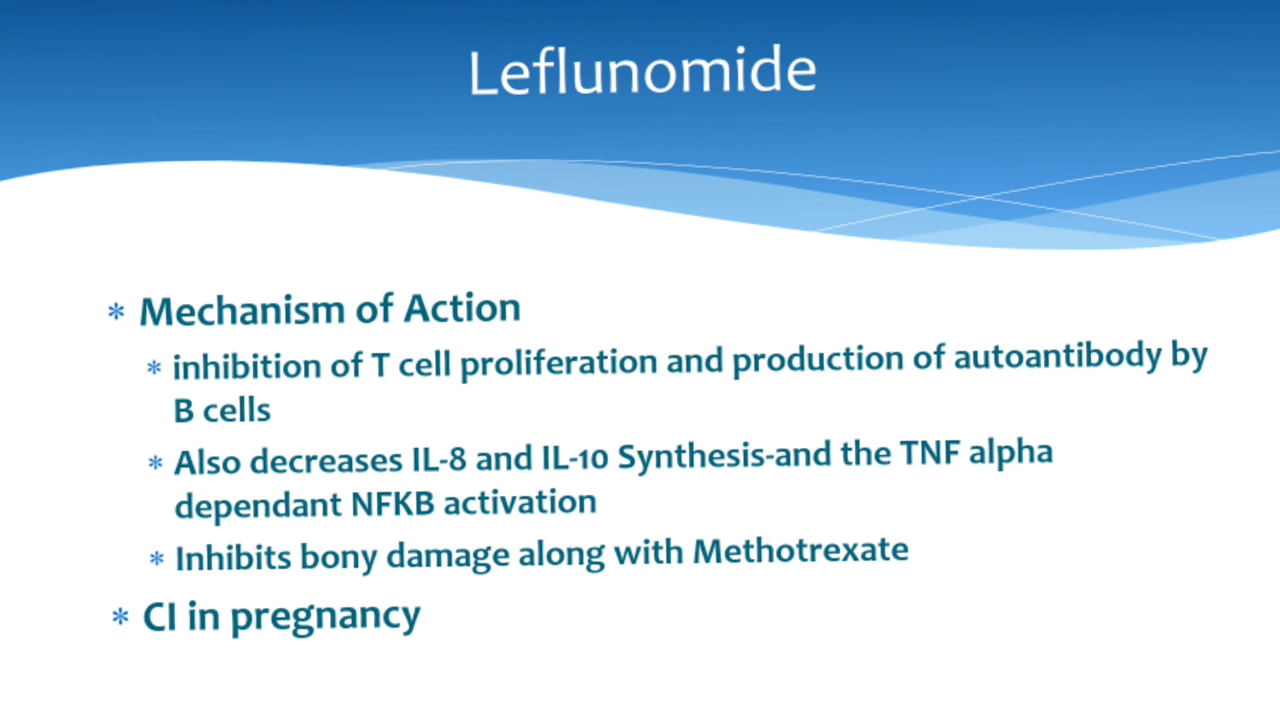 Leflunomide
* Mechanism of Action
* inhibition of T cell proliferation and production of autoantibody by
B cells
* Also decreases IL-8 and IL-10 Synthesis-and the TNF alpha
dependant NFKB activation
* Inhibits bony damage along with Methotrexate
* CI in pregnancy